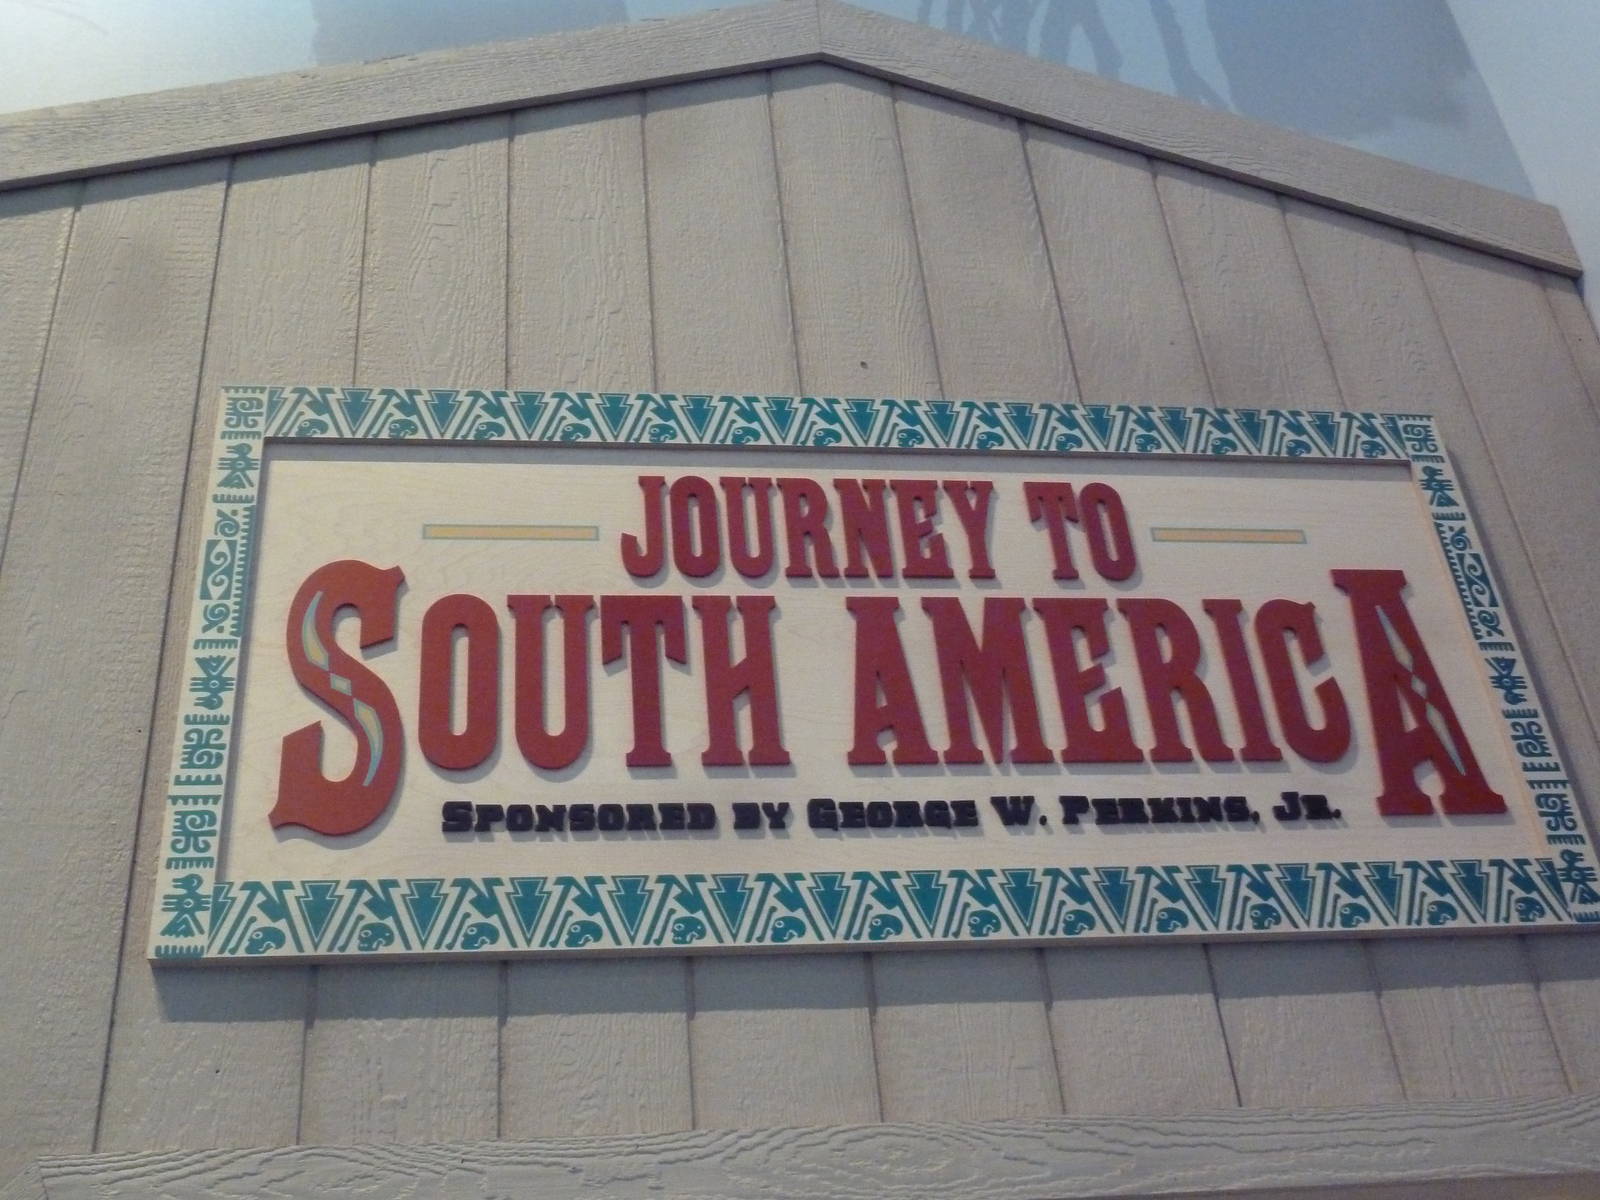 JOURNEY TO
SOUTH AMERICA
SPONSORED BY GEORGE W. PERKINS, JR.